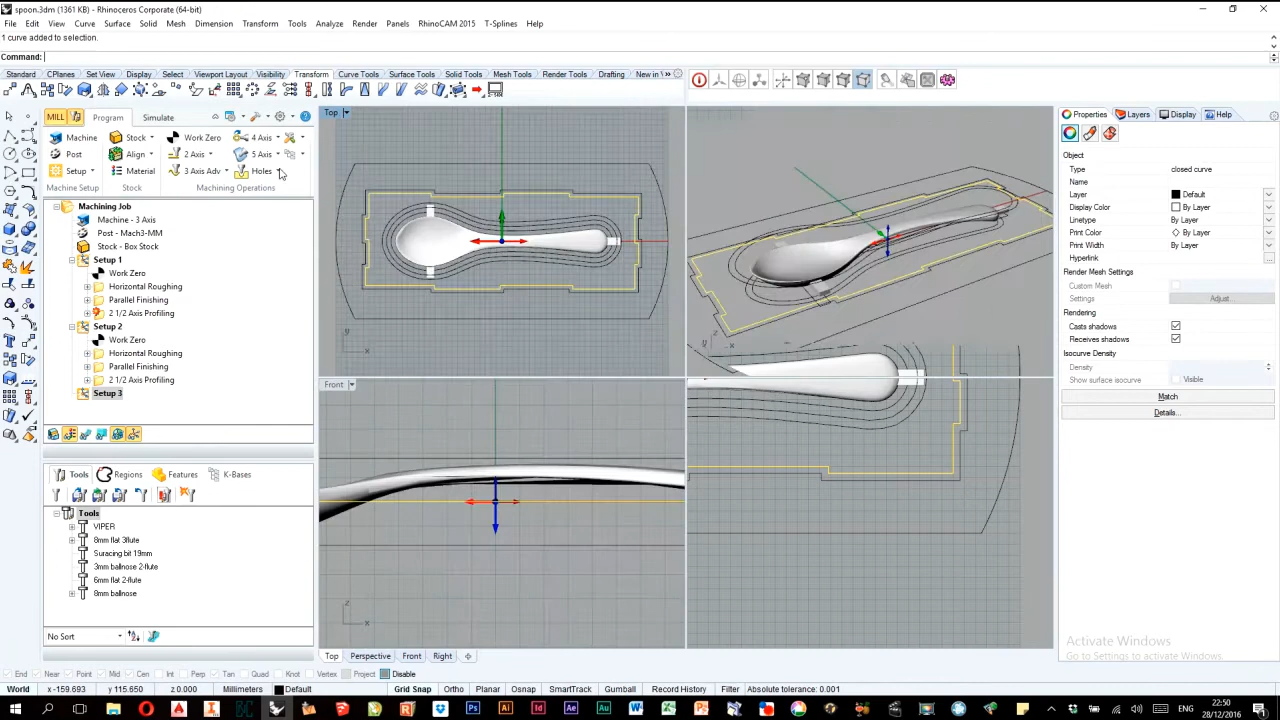 spoon.3dm (1361 KB) - Rhinoceros Corporate (64-bit)
File Edit View Curve Surface Solid Mesh Dimension Transform Tools Analyze Render Panels RhinoCAM 2015 T-Splines Help
1 curve added to selection.
Command:
Standard CPlanes Set View Display Select Viewport Layout Visibility Transform Curve Tools Surface Tools Solid Tools Mesh Tools Render Tools Drafting New in V
MILL Program Simulate
Machine Stock Work Zero 4 Axis
Post Align 2 Axis 5 Axis
Setup Material 3 Axis Adv Holes
Machine Setup Stock Machining Operations
Machining Job
Machine - 3 Axis
Post - Mach3-MM
Stock - Box Stock
Setup 1
Work Zero
Horizontal Roughing
Parallel Finishing
2 1/2 Axis Profiling
Setup 2
Work Zero
Horizontal Roughing
Parallel Finishing
2 1/2 Axis Profiling
Setup 3
Tools Regions Features K-Bases
Tools
VIPER
8mm flat 3flute
Suracing bit 19mm
3mm ballnose 2-flute
6mm flat 2-flute
8mm ballnose
No Sort
Top
y
x
z
x
y
x
Front
z
x
Top Perspective Front Right
Properties Layers Display Help
Object
Type closed curve
Name
Layer Default
Display Color By Layer
Linetype By Layer
Print Color By Layer
Print Width By Layer
Hyperlink ...
Render Mesh Settings
Custom Mesh
Settings Adjust...
Rendering
Casts shadows
Receives shadows
Isocurve Density
Density
Show surface isocurve Visible
Match
Details...
Activate Windows
Go to Settings to activate Windows.
End Near Point Mid Cen Int Perp Tan Quad Knot Vertex Project Disable
World x -159.693 y 115.650 z 0.000 Millimeters Default Grid Snap Ortho Planar Osnap SmartTrack Gumball Record History Filter Absolute tolerance: 0.001
Ps Ai Id Ae Au ENG 22:50
28/12/2016